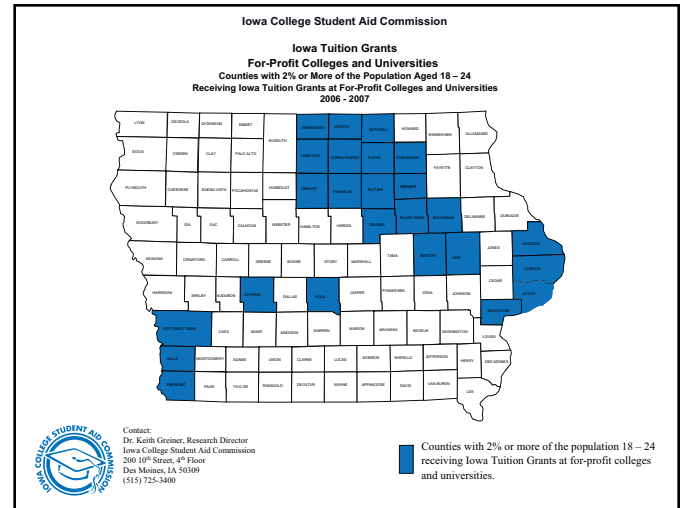 Iowa College Student Aid Commission
Iowa Tuition Grants
For-Profit Colleges and Universities
Counties with 2% or More of the Population Aged 18 – 24
Receiving Iowa Tuition Grants at For-Profit Colleges and Universities
2006 - 2007
LYON OSCEOLA DICKINSON EMMET KOSSUTH WINNEBAGO WORTH MITCHELL HOWARD WINNESHIEK ALLAMAKEE
SIOUX O'BRIEN CLAY PALO ALTO HANCOCK CERRO GORDO FLOYD CHICKASAW FAYETTE CLAYTON
PLYMOUTH CHEROKEE BUENA VISTA POCAHONTAS HUMBOLDT WRIGHT FRANKLIN BUTLER BREMER
WOODBURY IDA SAC CALHOUN WEBSTER HAMILTON HARDIN GRUNDY BLACK HAWK BUCHANAN DELAWARE DUBUQUE
MONONA CRAWFORD CARROLL GREENE BOONE STORY MARSHALL TAMA BENTON LINN JONES JACKSON
HARRISON SHELBY AUDUBON GUTHRIE DALLAS POLK JASPER POWESHIEK IOWA JOHNSON CEDAR CLINTON
SCOTT
MUSCATINE
POTTAWATTAMIE CASS ADAIR MADISON WARREN MARION MAHASKA KEOKUK WASHINGTON LOUISA
MILLS MONTGOMERY ADAMS UNION CLARKE LUCAS MONROE WAPELLO JEFFERSON HENRY DES MOINES
FREMONT PAGE TAYLOR RINGGOLD DECATUR WAYNE APPANOOSE DAVIS VAN BUREN LEE
IOWA COLLEGE STUDENT AID COMMISSION
Contact:
Dr. Keith Greiner, Research Director
Iowa College Student Aid Commission
200 10th Street, 4th Floor
Des Moines, IA 50309
(515) 725-3400
Counties with 2% or more of the population 18 – 24
receiving Iowa Tuition Grants at for-profit colleges
and universities.